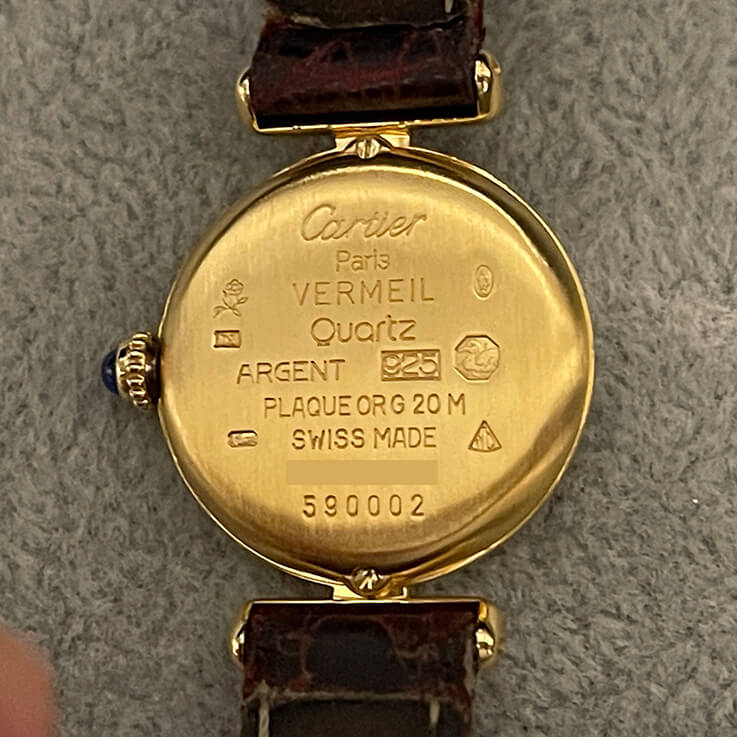 Cartier
Paris
VERMEIL
Quartz
ARGENT 925
PLAQUE OR G 20 M
SWISS MADE
590002